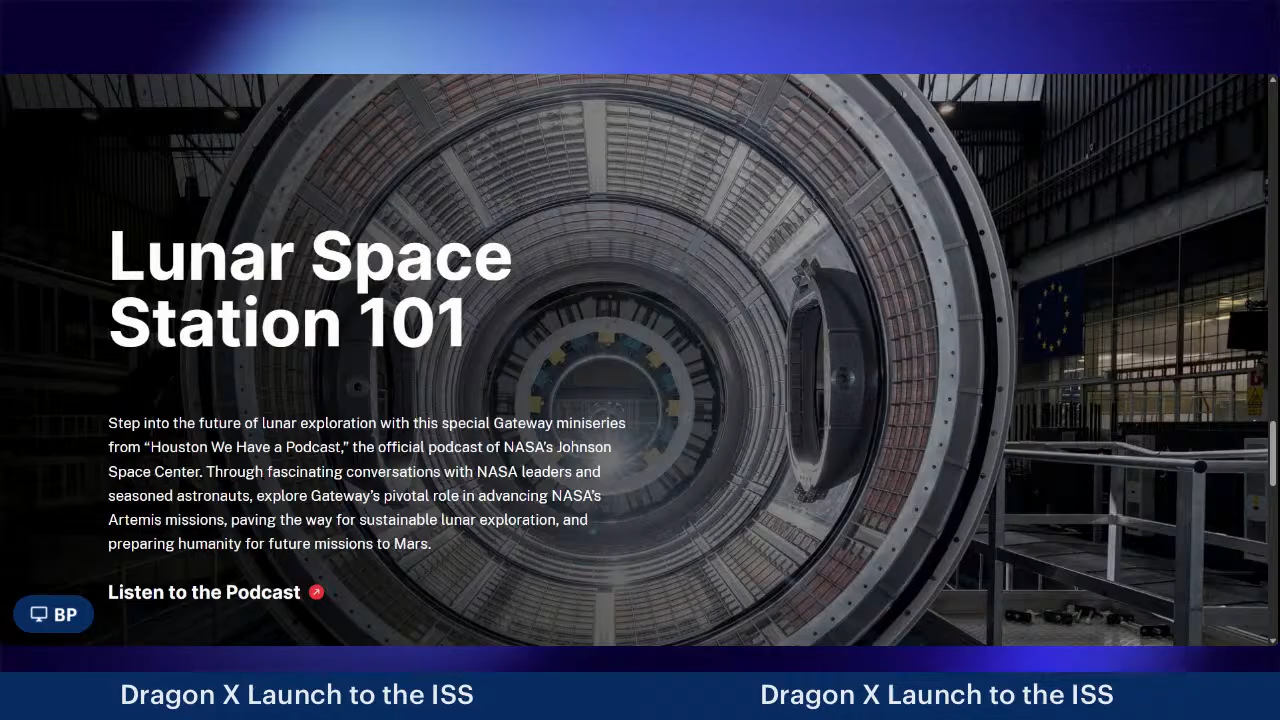 Lunar Space
Station 101
Step into the future of lunar exploration with this special Gateway miniseries
from “Houston We Have a Podcast,” the official podcast of NASA’s Johnson
Space Center. Through fascinating conversations with NASA leaders and
seasoned astronauts, explore Gateway’s pivotal role in advancing NASA’s
Artemis missions, paving the way for sustainable lunar exploration, and
preparing humanity for future missions to Mars.
Listen to the Podcast
BP
Dragon X Launch to the ISS
Dragon X Launch to the ISS